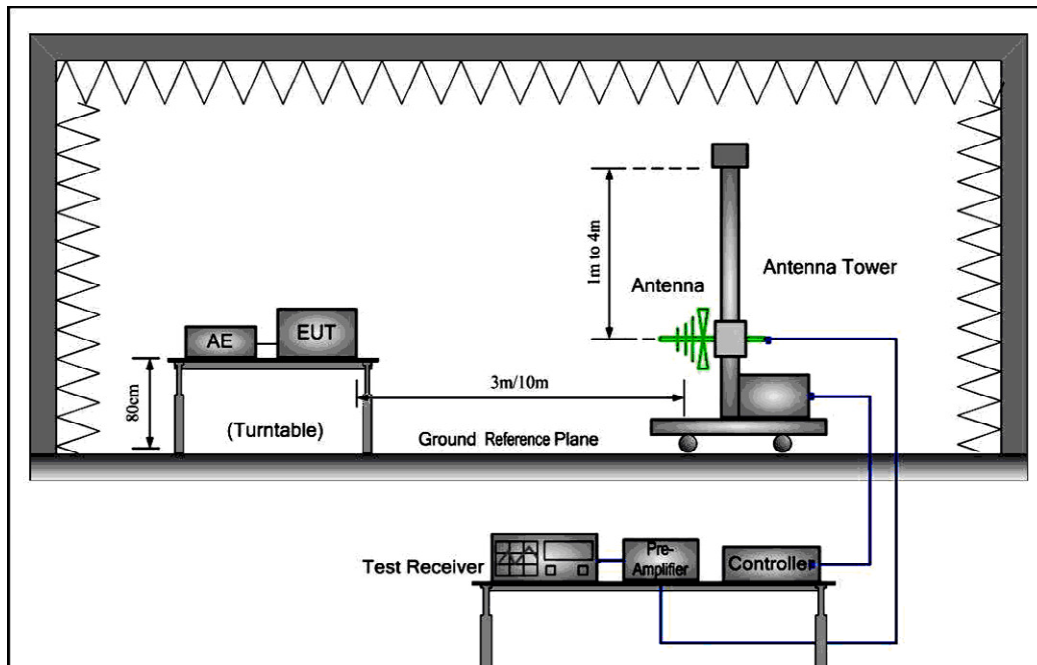 1m to 4m
Antenna Tower
Antenna
AE
EUT
3m/10m
80cm
(Turntable)
Ground Reference Plane
Test Receiver
Pre-
Amplifier
Controller